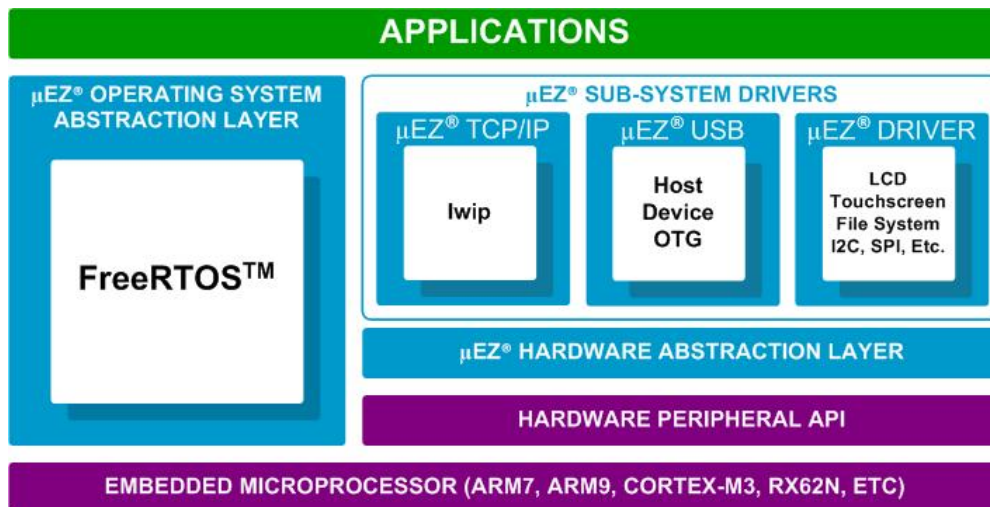 APPLICATIONS
µEZ® OPERATING SYSTEM
ABSTRACTION LAYER
FreeRTOS™
µEZ® SUB-SYSTEM DRIVERS
µEZ® TCP/IP
lwip
µEZ® USB
Host
Device
OTG
µEZ® DRIVER
LCD
Touchscreen
File System
I2C, SPI, Etc.
µEZ® HARDWARE ABSTRACTION LAYER
HARDWARE PERIPHERAL API
EMBEDDED MICROPROCESSOR (ARM7, ARM9, CORTEX-M3, RX62N, ETC)